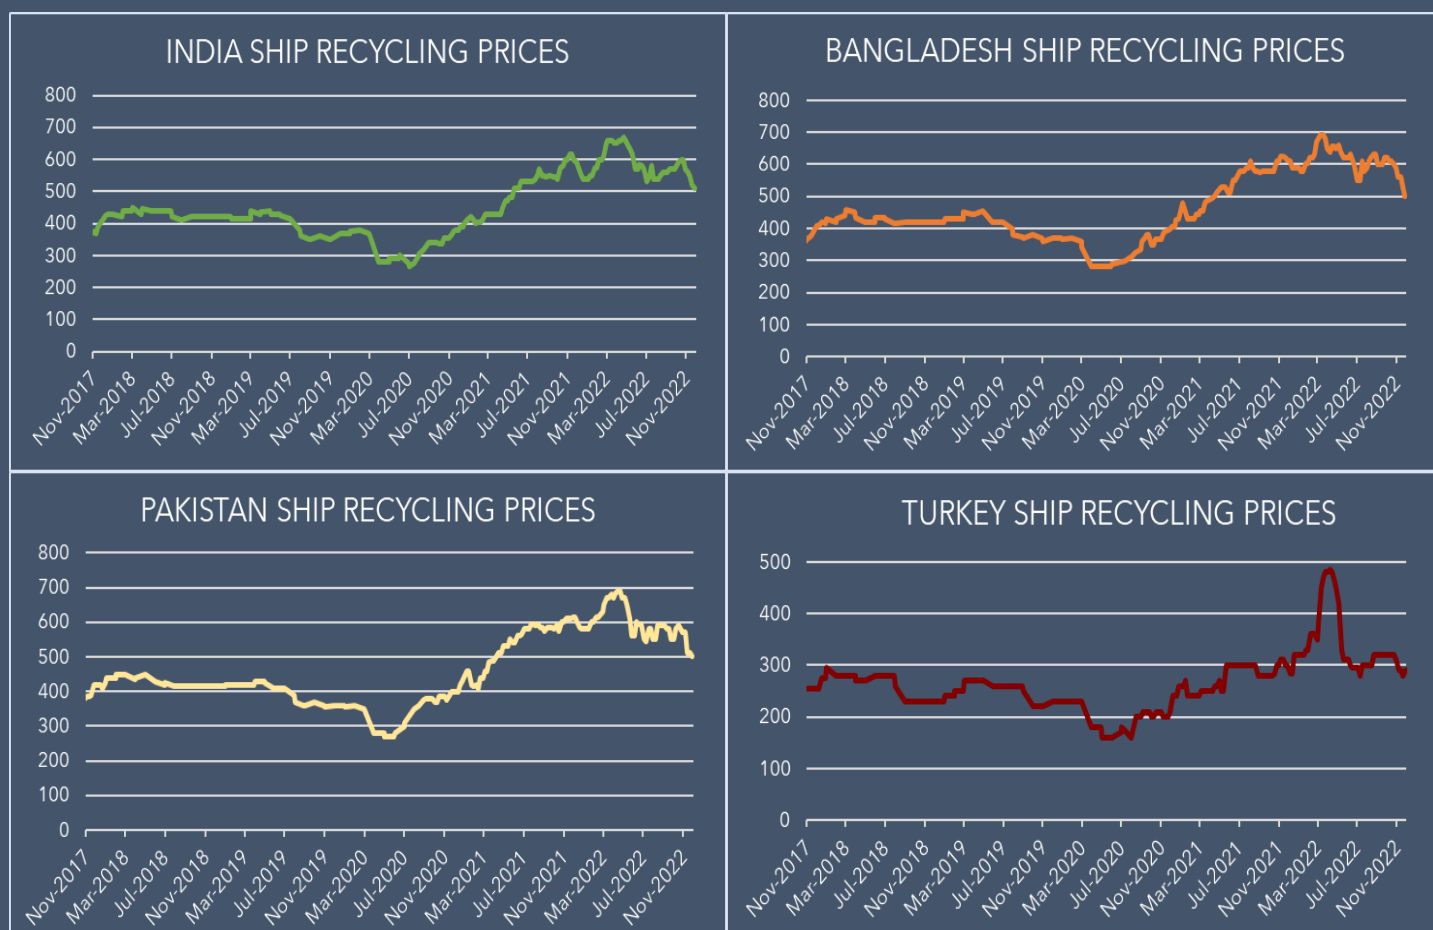 INDIA SHIP RECYCLING PRICES
800
700
600
500
400
300
200
100
0
Nov-2017
Mar-2018
Jul-2018
Nov-2018
Mar-2019
Jul-2019
Nov-2019
Mar-2020
Jul-2020
Nov-2020
Mar-2021
Jul-2021
Nov-2021
Mar-2022
Jul-2022
Nov-2022
BANGLADESH SHIP RECYCLING PRICES
800
700
600
500
400
300
200
100
0
Nov-2017
Mar-2018
Jul-2018
Nov-2018
Mar-2019
Jul-2019
Nov-2019
Mar-2020
Jul-2020
Nov-2020
Mar-2021
Jul-2021
Nov-2021
Mar-2022
Jul-2022
Nov-2022
PAKISTAN SHIP RECYCLING PRICES
800
700
600
500
400
300
200
100
0
Nov-2017
Mar-2018
Jul-2018
Nov-2018
Mar-2019
Jul-2019
Nov-2019
Mar-2020
Jul-2020
Nov-2020
Mar-2021
Jul-2021
Nov-2021
Mar-2022
Jul-2022
Nov-2022
TURKEY SHIP RECYCLING PRICES
500
400
300
200
100
0
Nov-2017
Mar-2018
Jul-2018
Nov-2018
Mar-2019
Jul-2019
Nov-2019
Mar-2020
Jul-2020
Nov-2020
Mar-2021
Jul-2021
Nov-2021
Mar-2022
Jul-2022
Nov-2022